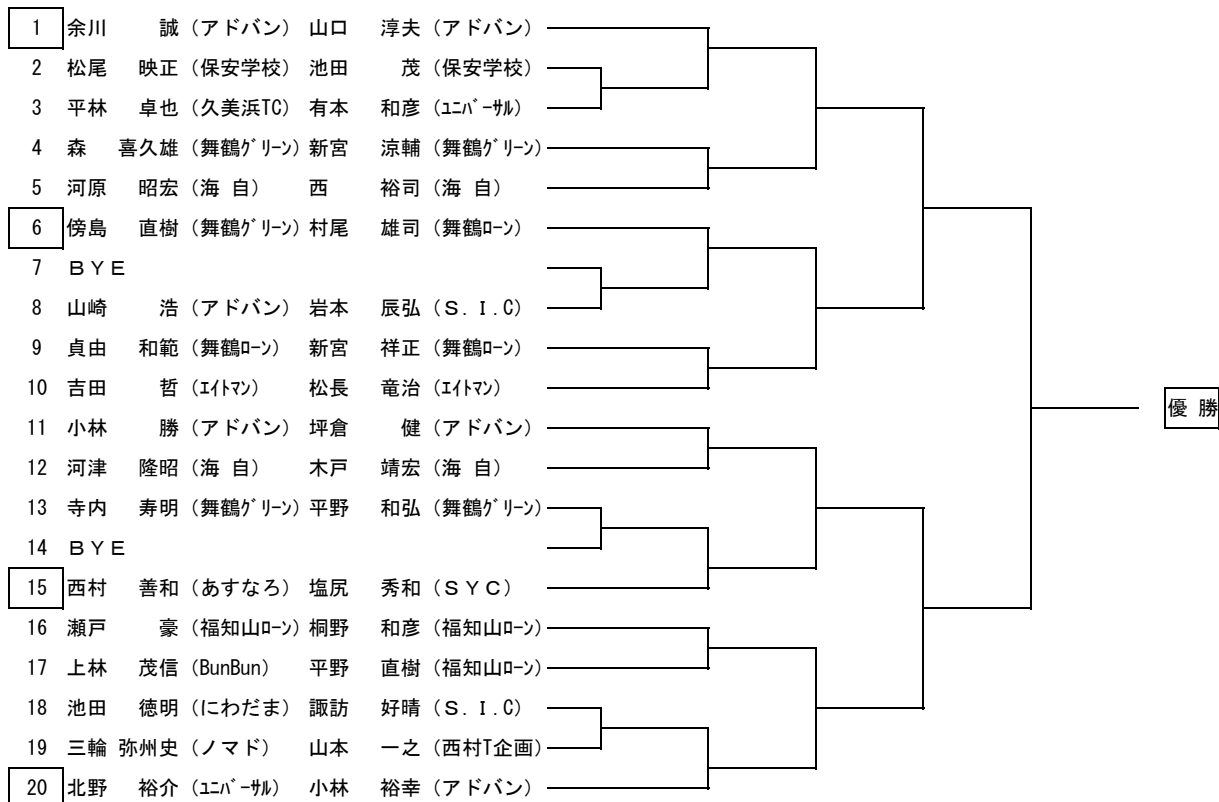 1 余川 誠 (アドバン) 山口 淳夫 (アドバン)
2 松尾 映正 (保安学校) 池田 茂 (保安学校)
3 平林 卓也 (久美浜TC) 有本 和彦 (ﾕﾆﾊﾞｰｻﾙ)
4 森 喜久雄 (舞鶴ｸﾞﾘｰﾝ) 新宮 涼輔 (舞鶴ｸﾞﾘｰﾝ)
5 河原 昭宏 (海 自) 西 裕司 (海 自)
6 傍島 直樹 (舞鶴ｸﾞﾘｰﾝ) 村尾 雄司 (舞鶴ﾛｰﾝ)
7 ＢＹＥ
8 山崎 浩 (アドバン) 岩本 辰弘 (Ｓ．Ｉ．Ｃ)
9 貞由 和範 (舞鶴ﾛｰﾝ) 新宮 祥正 (舞鶴ﾛｰﾝ)
10 吉田 哲 (ｴｲﾄﾏﾝ) 松長 竜治 (ｴｲﾄﾏﾝ)
優 勝
11 小林 勝 (アドバン) 坪倉 健 (アドバン)
12 河津 隆昭 (海 自) 木戸 靖宏 (海 自)
13 寺内 寿明 (舞鶴ｸﾞﾘｰﾝ) 平野 和弘 (舞鶴ｸﾞﾘｰﾝ)
14 ＢＹＥ
15 西村 善和 (あすなろ) 塩尻 秀和 (ＳＹＣ)
16 瀬戸 豪 (福知山ﾛｰﾝ) 桐野 和彦 (福知山ﾛｰﾝ)
17 上林 茂信 (BunBun) 平野 直樹 (福知山ﾛｰﾝ)
18 池田 徳明 (にわだま) 諏訪 好晴 (Ｓ．Ｉ．Ｃ)
19 三輪 弥州史 (ノマド) 山本 一之 (西村T企画)
20 北野 裕介 (ﾕﾆﾊﾞｰｻﾙ) 小林 裕幸 (アドバン)